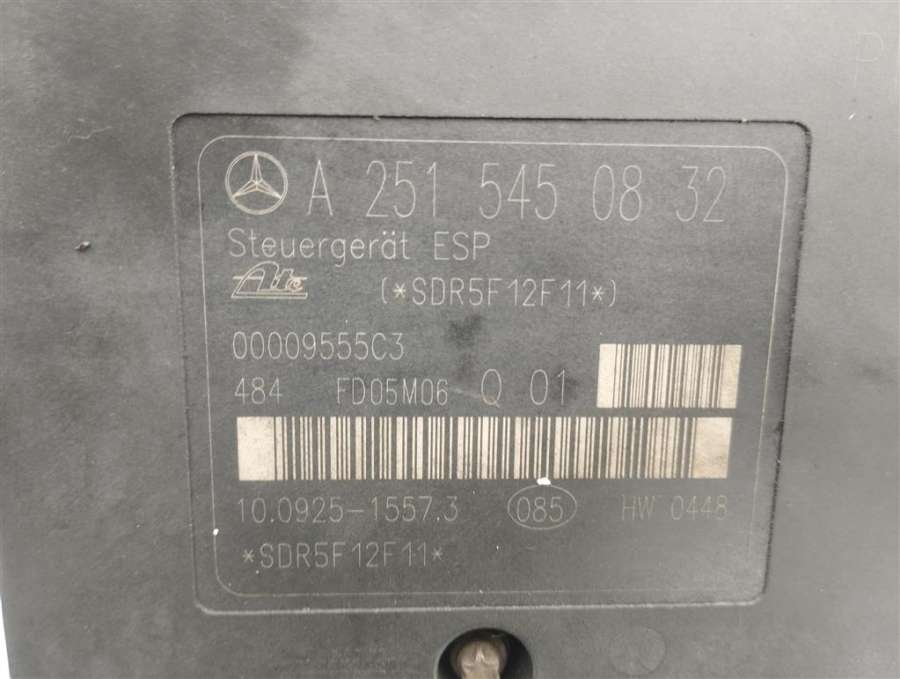 A 251 545 08 32
Steuergerät ESP
Ate (*SDR5F12F11*)
00009555C3
484 FD05M06 Q 01
10.0925-1557.3 085 HW 0448
*SDR5F12F11*